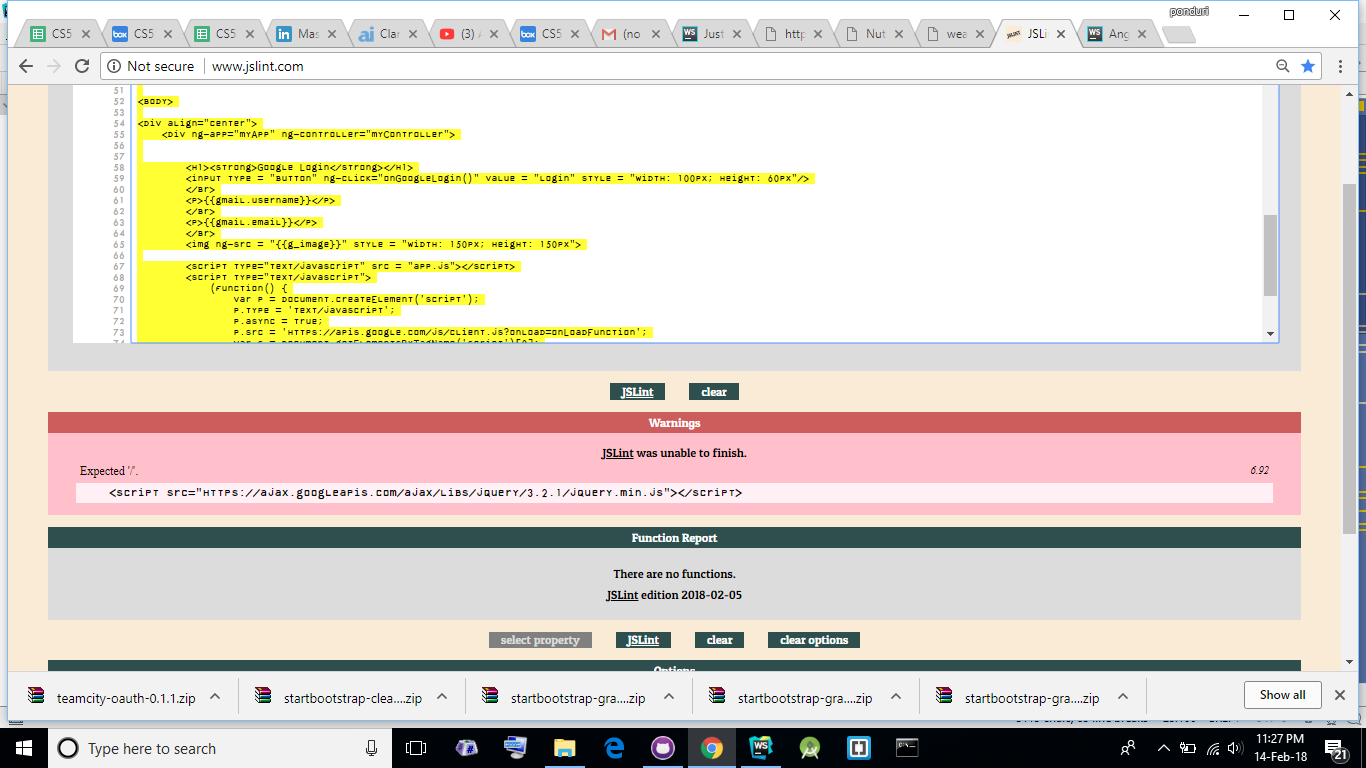 ponduri
CS5
CS5
CS5
Mas
Clar
(3)
CS5
(no
Just
http
Nut
wea
JSLi
Ang
Not secure
www.jslint.com
51
52 <body>
53
54 <div align="center">
55 <div ng-app="myApp" ng-controller="myController">
56
57
58 <h1><strong>Google Login</strong></h1>
59 <input type = "button" ng-click="onGoogleLogin()" value = "Login" style = "width: 100px; height: 60px"/>
60 </br>
61 <p>{{gmail.username}}</p>
62 </br>
63 <p>{{gmail.email}}</p>
64 </br>
65 <img ng-src = "{{g_image}}" style = "width: 150px; height: 150px">
66
67 <script type="text/javascript" src = "app.js"></script>
68 <script type="text/javascript">
69 (function() {
70 var p = document.createElement('script');
71 p.type = 'text/javascript';
72 p.async = true;
73 p.src = 'https://apis.google.com/js/client.js?onload=onLoadFunction';
JSLint
clear
Warnings
JSLint was unable to finish.
Expected '/'.
6.92
<script src="https://ajax.googleapis.com/ajax/libs/jquery/3.2.1/jquery.min.js"></script>
Function Report
There are no functions.
JSLint edition 2018-02-05
select property
JSLint
clear
clear options
Options
teamcity-oauth-0.1.1.zip
startbootstrap-clea....zip
startbootstrap-gra....zip
startbootstrap-gra....zip
startbootstrap-gra....zip
Show all
Type here to search
11:27 PM
14-Feb-18
21